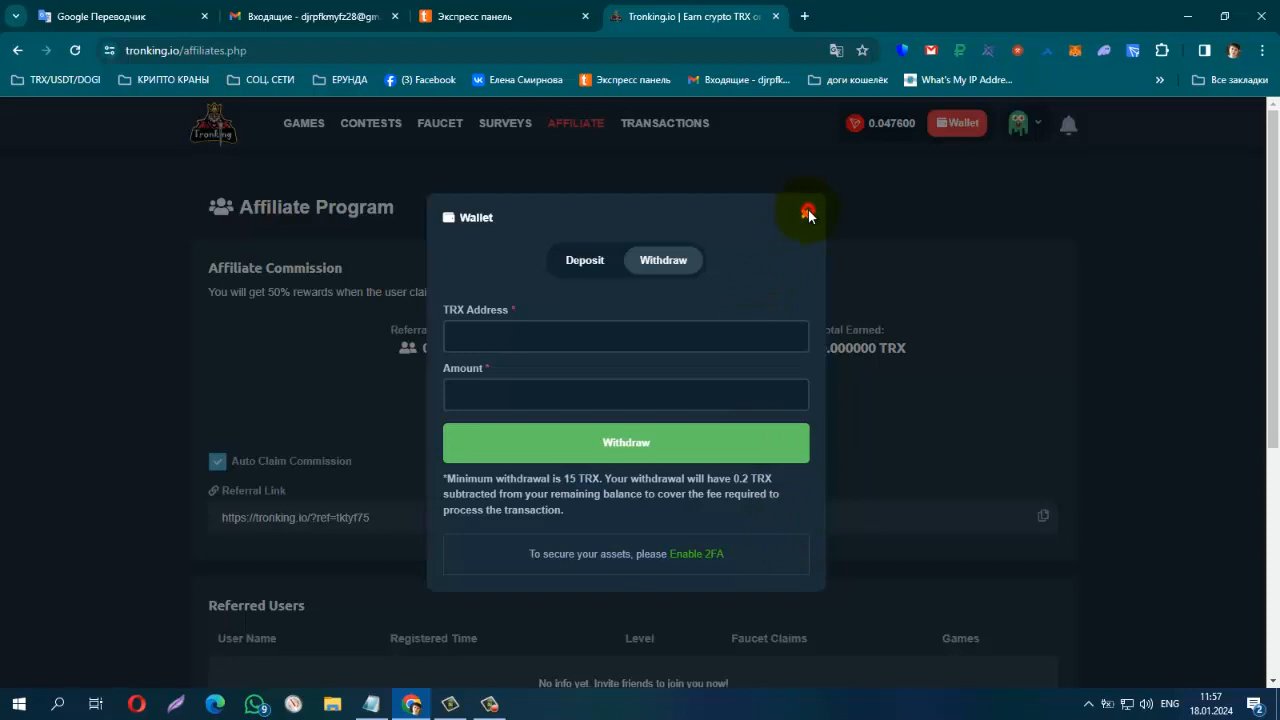 Google Переводчик
Входящие - djrpfkmyfz28@gm
Экспресс панель
Tronking.io | Earn crypto TRX or
tronking.io/affiliates.php
TRX/USDT/DOGI
КРИПТО КРАНЫ
СОЦ. СЕТИ
ЕРУНДА
(3) Facebook
Елена Смирнова
Экспресс панель
Входящие - djrpfk...
доги кошелёк
What's My IP Addre...
Все закладки
Tronking
GAMES
CONTESTS
FAUCET
SURVEYS
AFFILIATE
TRANSACTIONS
0.047600
Wallet
Affiliate Program
Wallet
Deposit
Withdraw
Affiliate Commission
You will get 50% rewards when the user clai
TRX Address *
Referra
otal Earned:
.000000 TRX
Amount *
Withdraw
Auto Claim Commission
*Minimum withdrawal is 15 TRX. Your withdrawal will have 0.2 TRX
subtracted from your remaining balance to cover the fee required to
process the transaction.
Referral Link
https://tronking.io/?ref=tktyf75
To secure your assets, please Enable 2FA
Referred Users
User Name
Registered Time
Level
Faucet Claims
Games
No info yet. Invite friends to join you now!
9
ENG
11:57
18.01.2024
2